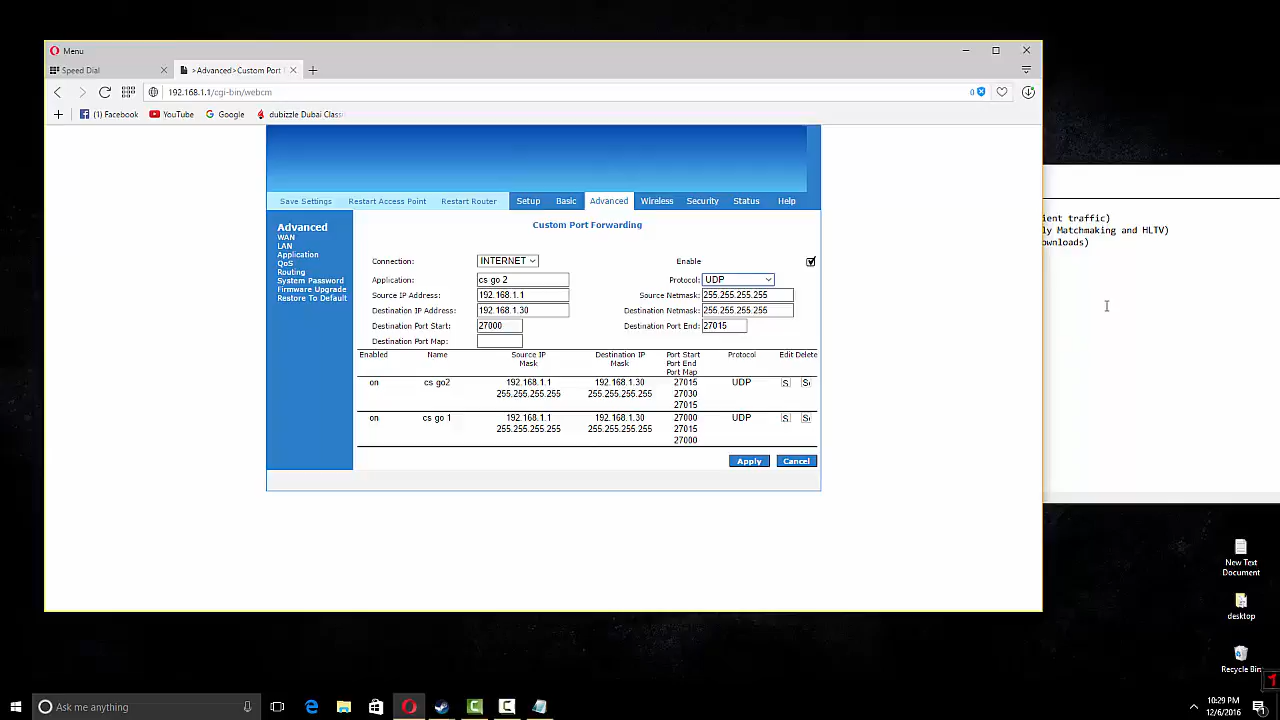 Menu
Speed Dial
>Advanced>Custom Port
192.168.1.1/cgi-bin/webcm
0
(1) Facebook
YouTube
Google
dubizzle Dubai Class
Save Settings Restart Access Point Restart Router Setup Basic Advanced Wireless Security Status Help
Advanced
WAN
LAN
Application
QoS
Routing
System Password
Firmware Upgrade
Restore To Default
Custom Port Forwarding
Connection: INTERNET Enable
Application: cs go 2 Protocol: UDP
Source IP Address: 192.168.1.1 Source Netmask: 255.255.255.255
Destination IP Address: 192.168.1.30 Destination Netmask: 255.255.255.255
Destination Port Start: 27000 Destination Port End: 27015
Destination Port Map:
Enabled Name Source IP Mask Destination IP Mask Port Start Port End Port Map Protocol Edit Delete
on cs go2 192.168.1.1 192.168.1.30 27015 UDP S S
255.255.255.255 255.255.255.255 27030
27015
on cs go 1 192.168.1.1 192.168.1.30 27000 UDP S S
255.255.255.255 255.255.255.255 27015
27000
Apply Cancel
ient traffic)
ly Matchmaking and HLTV)
ownloads)
New Text
Document
desktop
Recycle Bin
Ask me anything
10:29 PM
12/6/2016
1